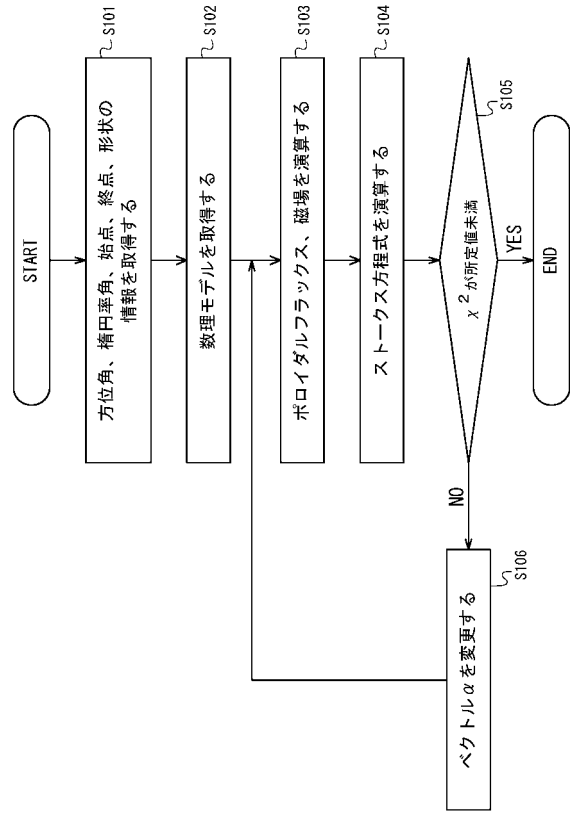 START
方位角、楕円率角、始点、終点、形状の
情報を取得する
S101
数理モデルを取得する
S102
ポロイダルフラックス、磁場を演算する
S103
ストークス方程式を演算する
S104
χ²が所定値未満
S105
YES
NO
ベクトルαを変更する
S106
END